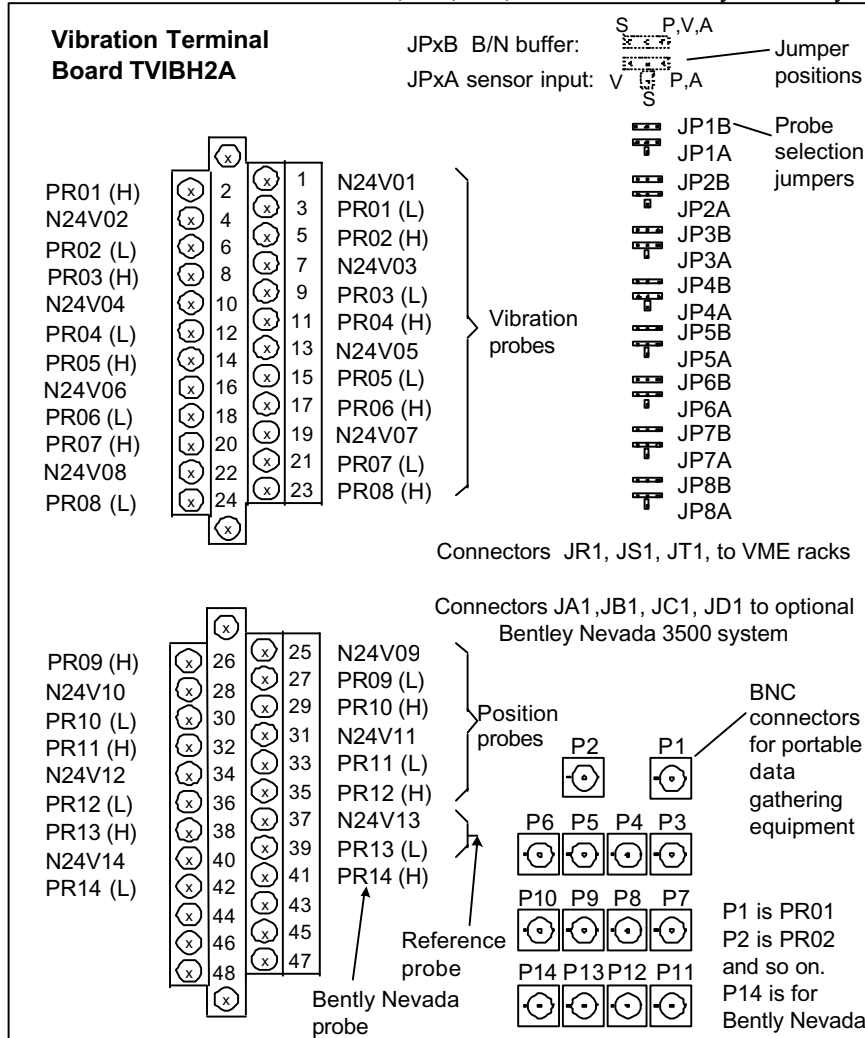 Vibration Terminal
Board TVIBH2A
JPxB B/N buffer:
S P,V,A
JPxA sensor input:
V P,A
S
Jumper
positions
Probe
selection
jumpers
JP1B
JP1A
JP2B
JP2A
JP3B
JP3A
JP4B
JP4A
JP5B
JP5A
JP6B
JP6A
JP7B
JP7A
JP8B
JP8A
x
PR01 (H) x 2 x 1 N24V01
N24V02 x 4 x 3 PR01 (L)
PR02 (L) x 6 x 5 PR02 (H)
PR03 (H) x 8 x 7 N24V03
N24V04 x 10 x 9 PR03 (L)
PR04 (L) x 12 x 11 PR04 (H)
PR05 (H) x 14 x 13 N24V05
N24V06 x 16 x 15 PR05 (L)
PR06 (L) x 18 x 17 PR06 (H)
PR07 (H) x 20 x 19 N24V07
N24V08 x 22 x 21 PR07 (L)
PR08 (L) x 24 x 23 PR08 (H)
x
Vibration
probes
Connectors JR1, JS1, JT1, to VME racks
Connectors JA1,JB1, JC1, JD1 to optional
Bentley Nevada 3500 system
x
PR09 (H) x 26 x 25 N24V09
N24V10 x 28 x 27 PR09 (L)
PR10 (L) x 30 x 29 PR10 (H)
PR11 (H) x 32 x 31 N24V11
N24V12 x 34 x 33 PR11 (L)
PR12 (L) x 36 x 35 PR12 (H)
PR13 (H) x 38 x 37 N24V13
N24V14 x 40 x 39 PR13 (L)
PR14 (L) x 42 x 41 PR14 (H)
x 44 x 43
x 46 x 45
x 48 x 47
x
Position
probes
Reference
probe
Bently Nevada
probe
BNC
connectors
for portable
data
gathering
equipment
P2 P1
P6 P5 P4 P3
P10 P9 P8 P7
P14 P13 P12 P11
P1 is PR01
P2 is PR02
and so on.
P14 is for
Bently Nevada